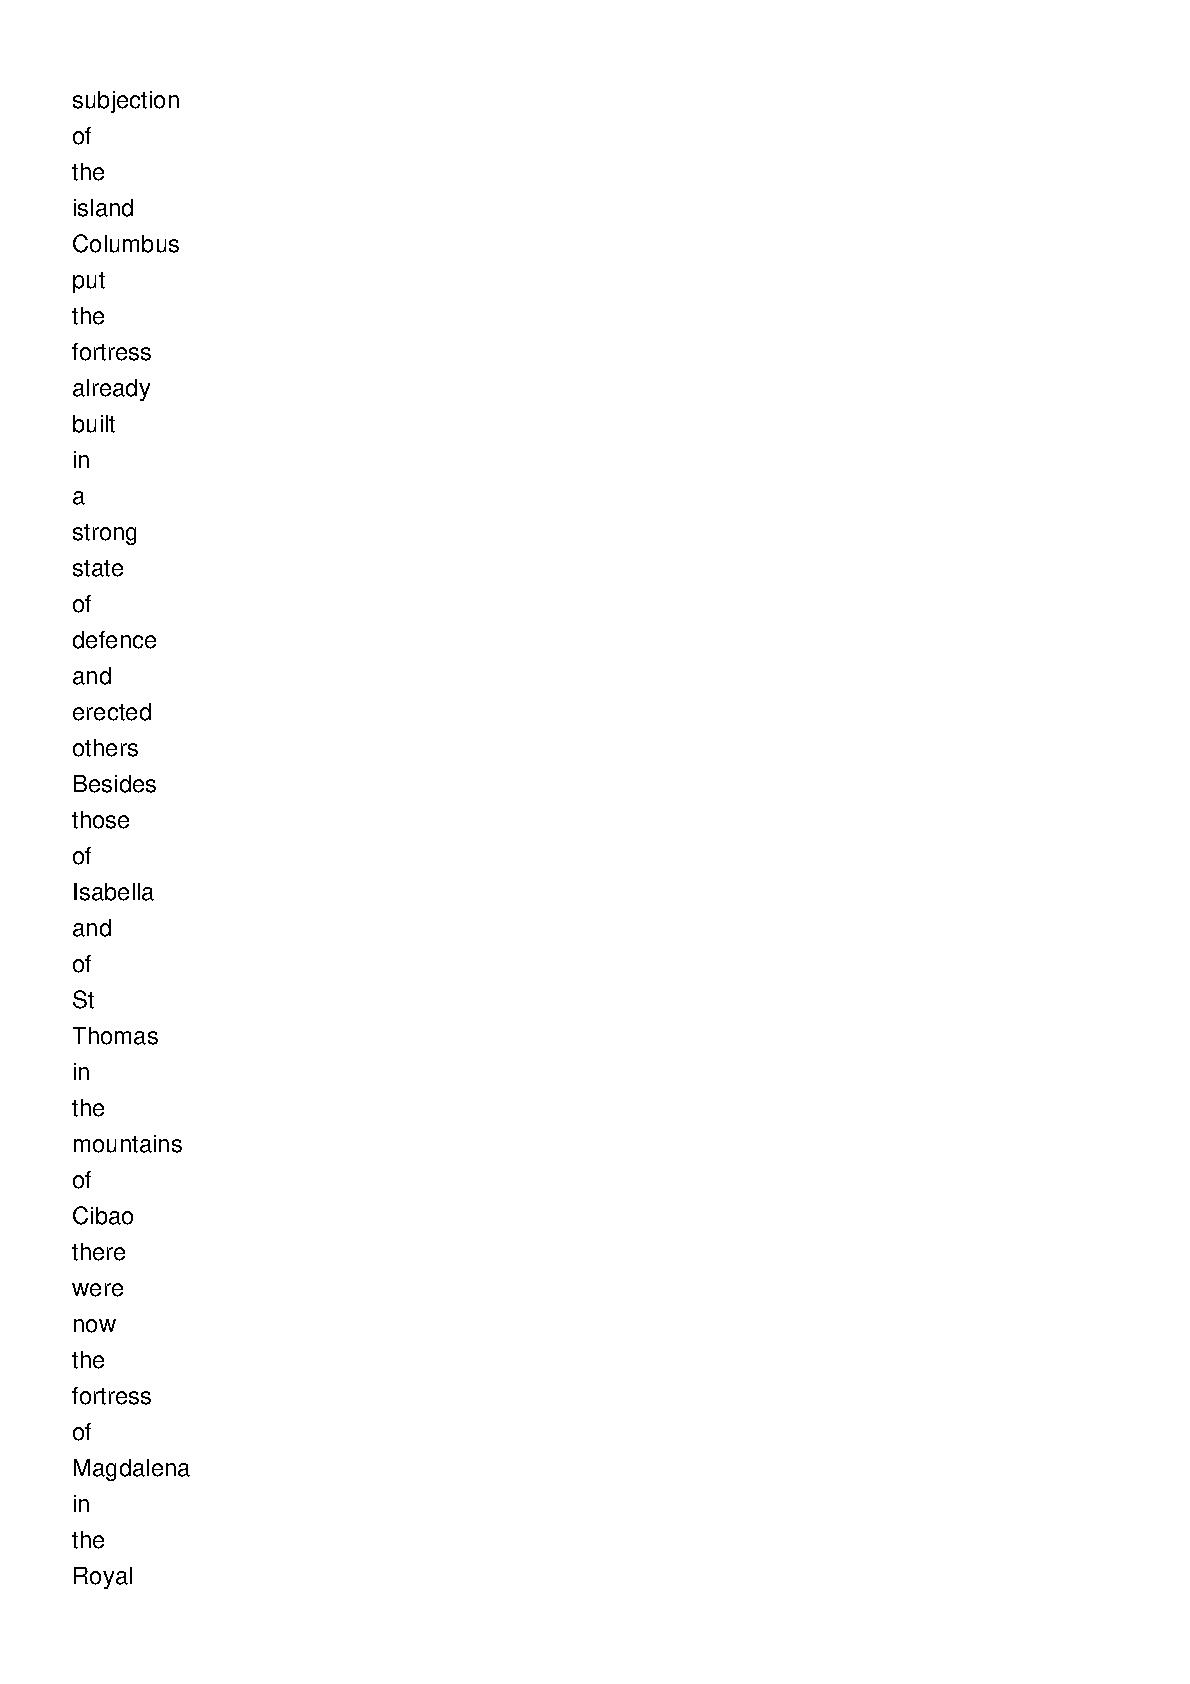 subjection
of
the
island
Columbus
put
the
fortress
already
built
in
a
strong
state
of
defence
and
erected
others
Besides
those
of
Isabella
and
of
St
Thomas
in
the
mountains
of
Cibao
there
were
now
the
fortress
of
Magdalena
in
the
Royal